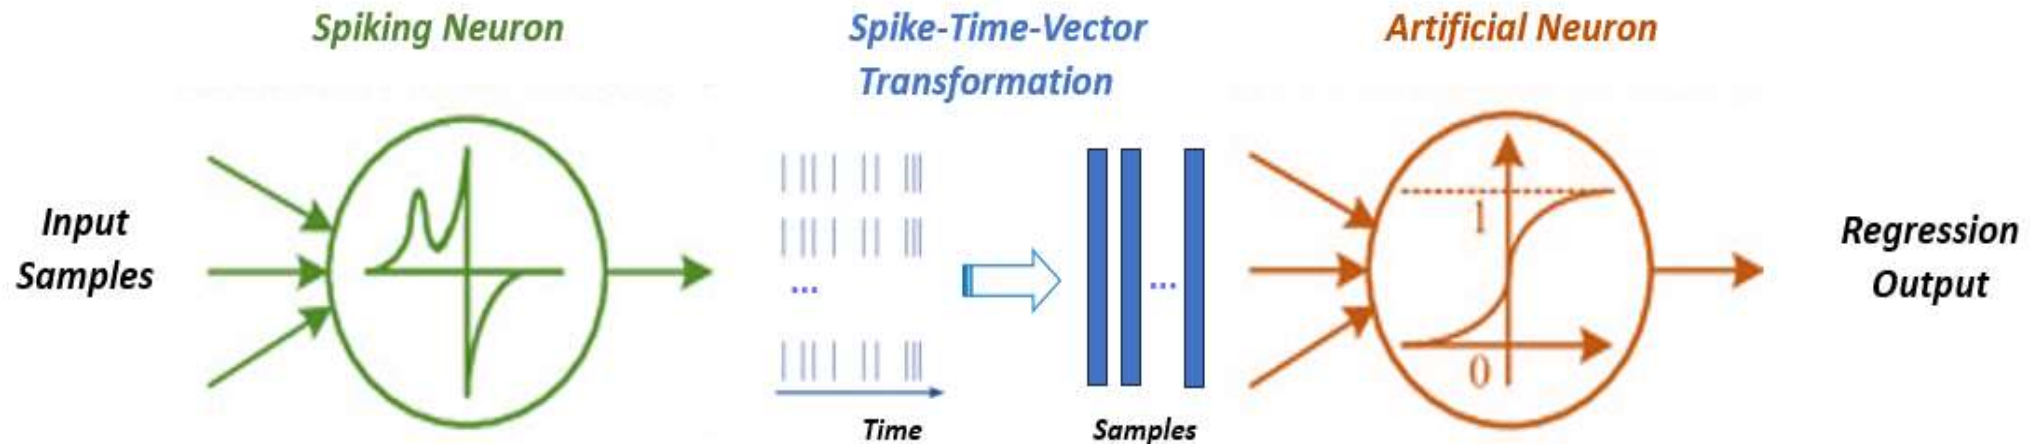 Spiking Neuron
Spike-Time-Vector
Transformation
Artificial Neuron
Input
Samples
...
...
1
0
Regression
Output
Time
Samples